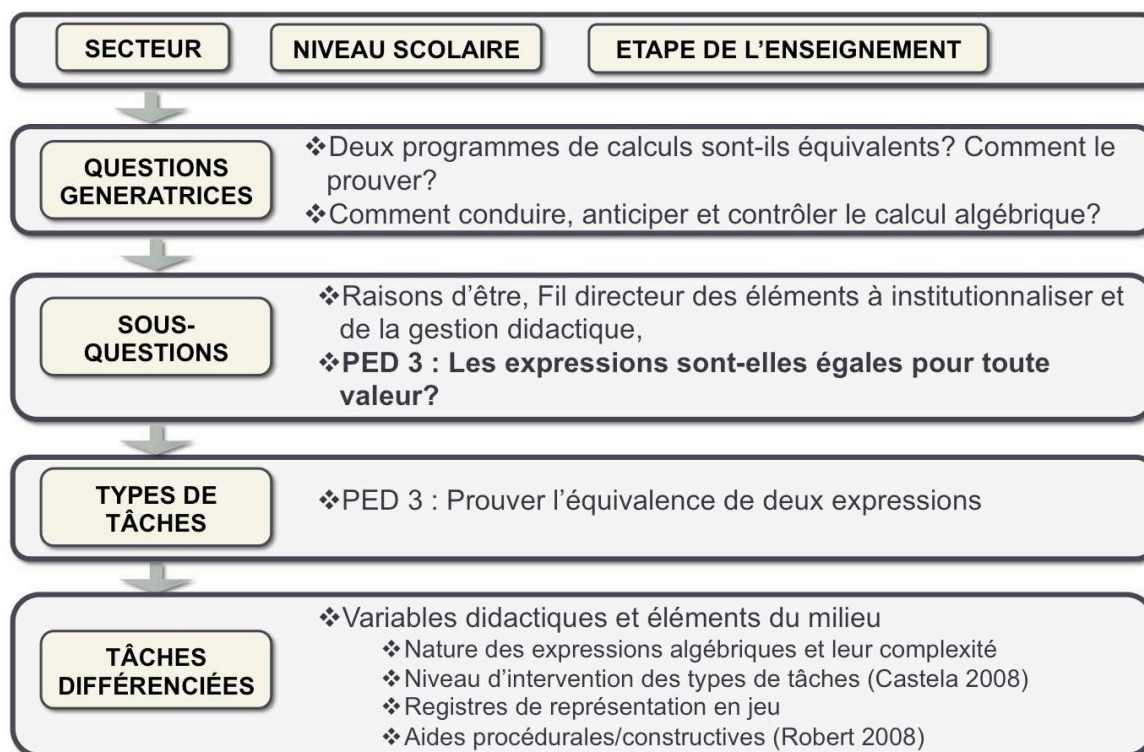 SECTEUR NIVEAU SCOLAIRE ETAPE DE L’ENSEIGNEMENT
QUESTIONS
GENERATRICES
❖Deux programmes de calculs sont-ils équivalents? Comment le
prouver?
❖Comment conduire, anticiper et contrôler le calcul algébrique?
SOUS-
QUESTIONS
❖Raisons d’être, Fil directeur des éléments à institutionnaliser et
de la gestion didactique,
❖PED 3 : Les expressions sont-elles égales pour toute
valeur?
TYPES DE
TÂCHES
❖PED 3 : Prouver l’équivalence de deux expressions
TÂCHES
DIFFÉRENCIÉES
❖Variables didactiques et éléments du milieu
❖Nature des expressions algébriques et leur complexité
❖Niveau d’intervention des types de tâches (Castela 2008)
❖Registres de représentation en jeu
❖Aides procédurales/constructives (Robert 2008)